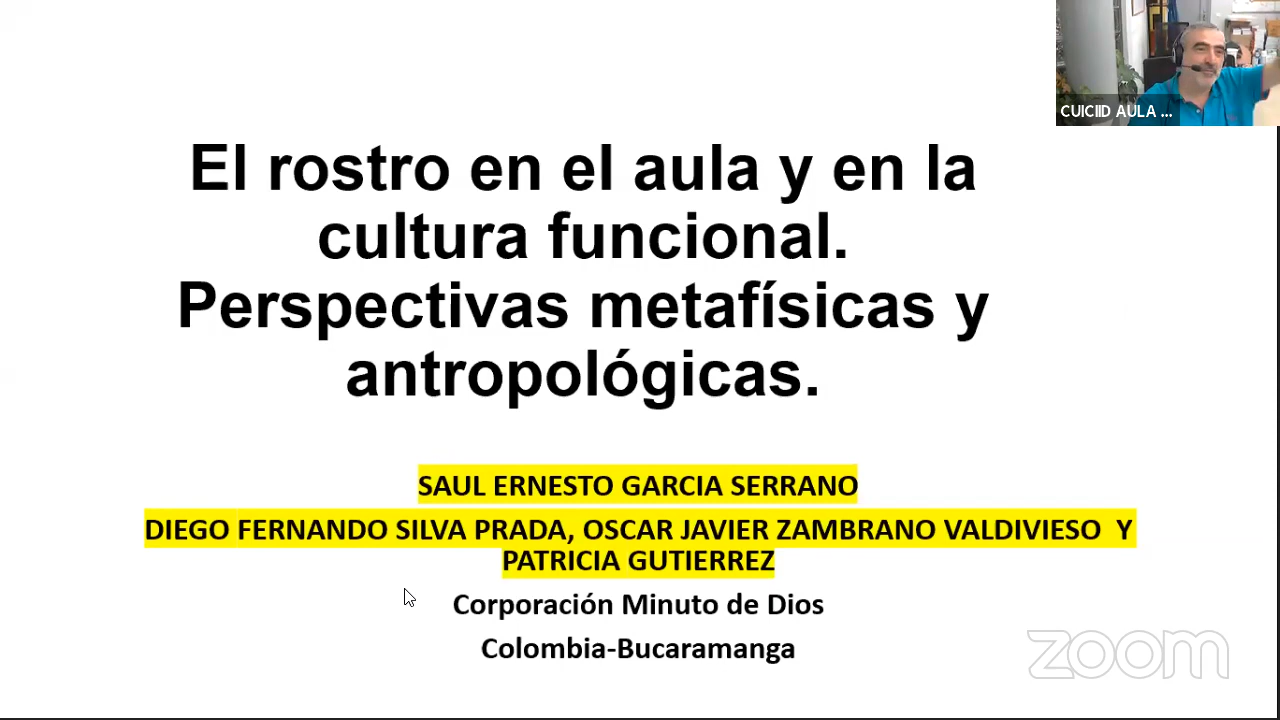 CUICIID AULA ...
El rostro en el aula y en la
cultura funcional.
Perspectivas metafísicas y
antropológicas.
SAUL ERNESTO GARCIA SERRANO
DIEGO FERNANDO SILVA PRADA, OSCAR JAVIER ZAMBRANO VALDIVIESO Y
PATRICIA GUTIERREZ
Corporación Minuto de Dios
Colombia-Bucaramanga
zoom